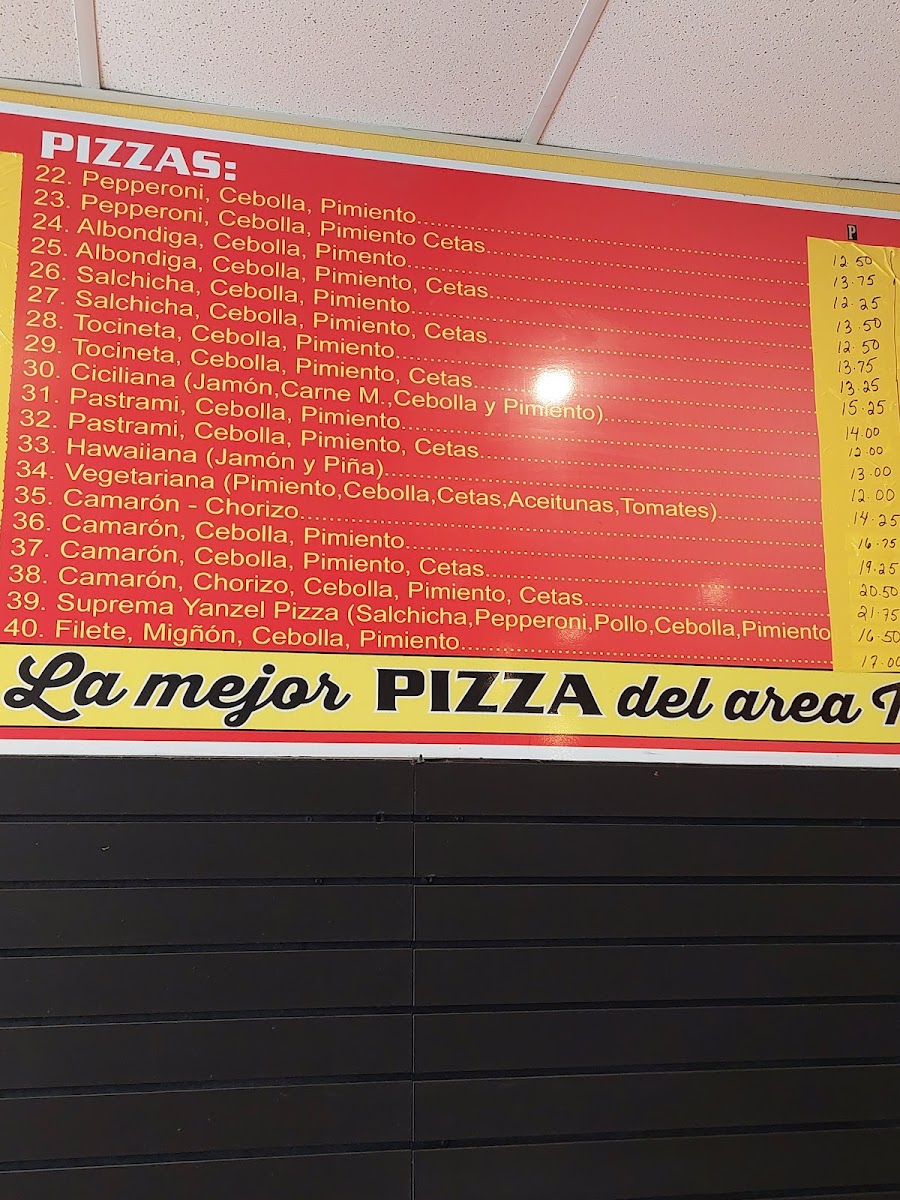 PIZZAS:
P
22. Pepperoni, Cebolla, Pimiento 12.50
23. Pepperoni, Cebolla, Pimiento Cetas 13.75
24. Albondiga, Cebolla, Pimento 12.25
25. Albondiga, Cebolla, Pimiento, Cetas 13.50
26. Salchicha, Cebolla, Pimiento 12.50
27. Salchicha, Cebolla, Pimiento, Cetas 13.75
28. Tocineta, Cebolla, Pimiento 13.25
29. Tocineta, Cebolla, Pimiento, Cetas 15.25
30. Ciciliana (Jamón,Carne M.,Cebolla y Pimiento) 14.00
31. Pastrami, Cebolla, Pimiento 12.00
32. Pastrami, Cebolla, Pimiento, Cetas 13.00
33. Hawaiiana (Jamón y Piña) 12.00
34. Vegetariana (Pimiento,Cebolla,Cetas,Aceitunas,Tomates) 14.25
35. Camarón - Chorizo 16.75
36. Camarón, Cebolla, Pimiento 19.25
37. Camarón, Cebolla, Pimiento, Cetas 20.50
38. Camarón, Chorizo, Cebolla, Pimiento, Cetas 21.75
39. Suprema Yanzel Pizza (Salchicha,Pepperoni,Pollo,Cebolla,Pimiento 16.50
40. Filete, Migñón, Cebolla, Pimiento 17.00
La mejor PIZZA del area